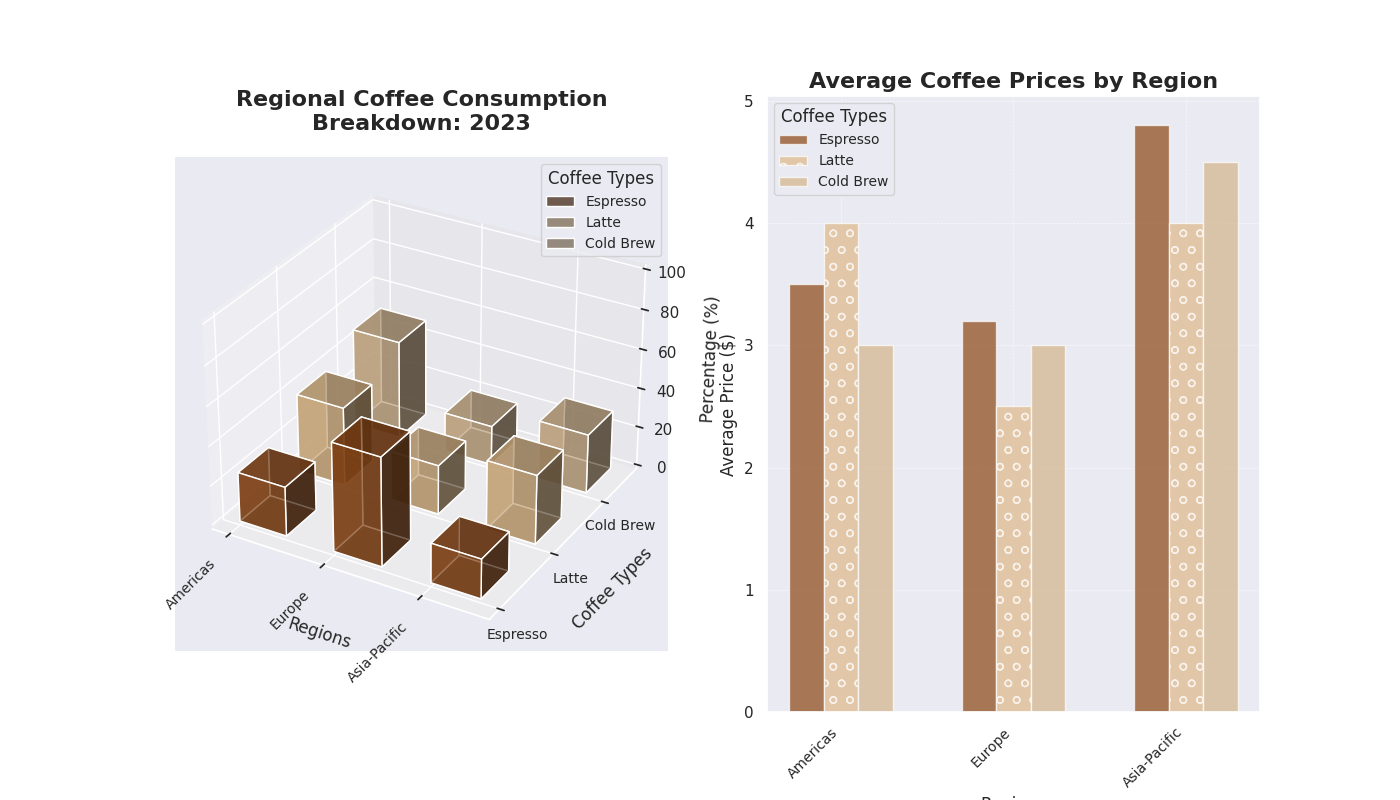 Regional Coffee Consumption
Breakdown: 2023
Coffee Types
Espresso
Latte
Cold Brew
100
80
60
40
20
0
Percentage (%)
Cold Brew
Latte
Espresso
Coffee Types
Americas
Europe
Asia-Pacific
Regions
Average Coffee Prices by Region
Coffee Types
Espresso
Latte
Cold Brew
5
4
3
2
1
0
Average Price ($)
Americas
Europe
Asia-Pacific